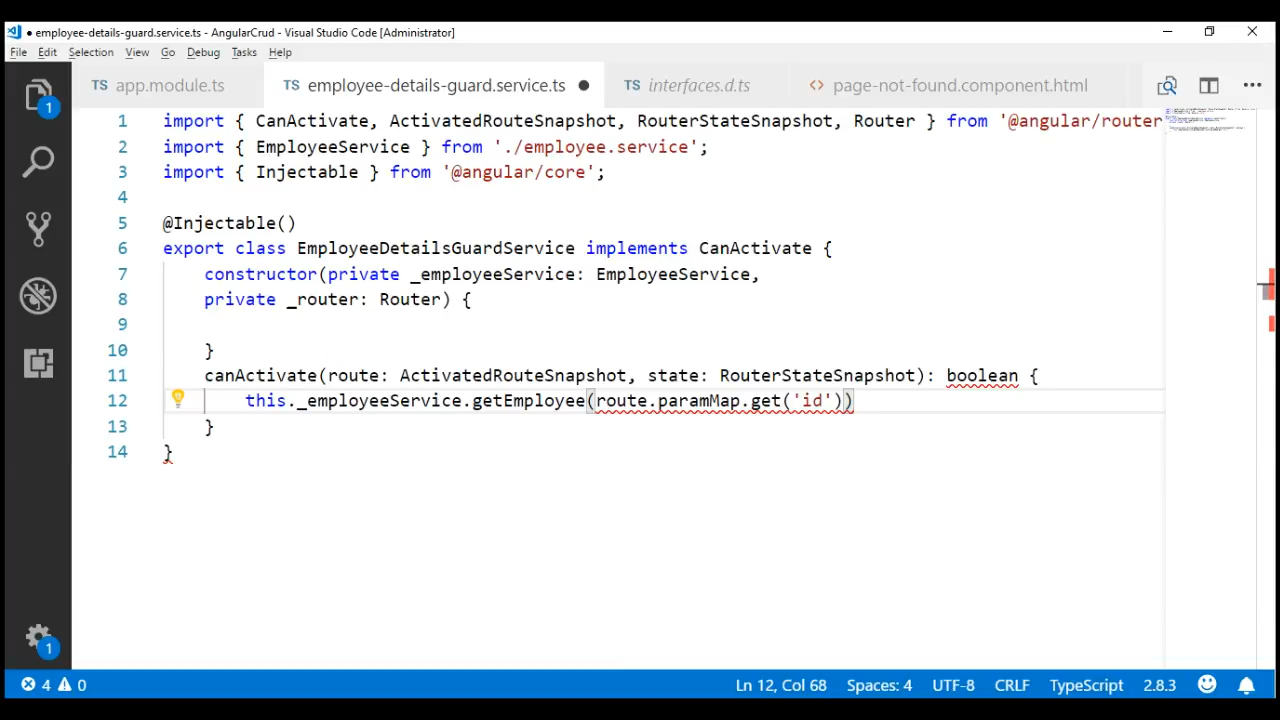 employee-details-guard.service.ts - AngularCrud - Visual Studio Code [Administrator]
File Edit Selection View Go Debug Tasks Help
TS app.module.ts TS employee-details-guard.service.ts ● TS interfaces.d.ts <> page-not-found.component.html
1 import { CanActivate, ActivatedRouteSnapshot, RouterStateSnapshot, Router } from '@angular/router
2 import { EmployeeService } from './employee.service';
3 import { Injectable } from '@angular/core';
4
5 @Injectable()
6 export class EmployeeDetailsGuardService implements CanActivate {
7 constructor(private _employeeService: EmployeeService,
8 private _router: Router) {
9
10 }
11 canActivate(route: ActivatedRouteSnapshot, state: RouterStateSnapshot): boolean {
12 this._employeeService.getEmployee(route.paramMap.get('id'))
13 }
14 }
1
1
4 0 Ln 12, Col 68 Spaces: 4 UTF-8 CRLF TypeScript 2.8.3